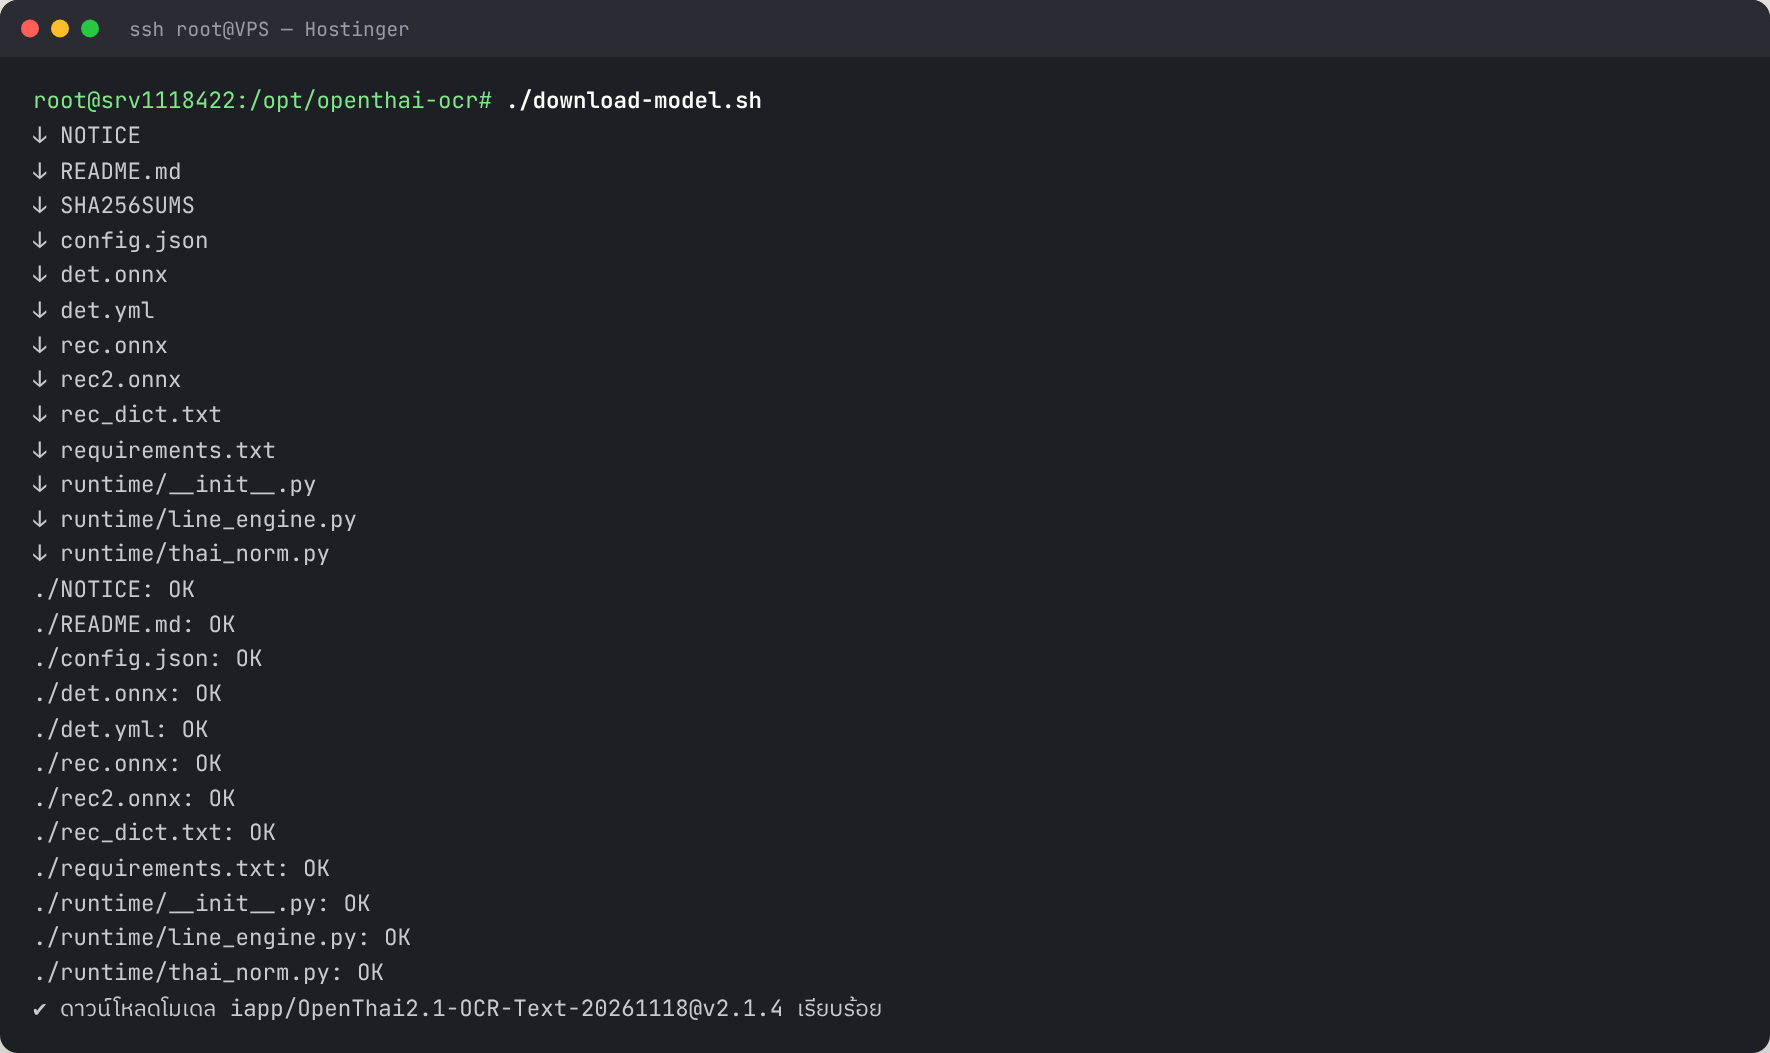 ssh root@VPS — Hostinger
root@srv1118422:/opt/openthai-ocr# ./download-model.sh
↓ NOTICE
↓ README.md
↓ SHA256SUMS
↓ config.json
↓ det.onnx
↓ det.yml
↓ rec.onnx
↓ rec2.onnx
↓ rec_dict.txt
↓ requirements.txt
↓ runtime/__init__.py
↓ runtime/line_engine.py
↓ runtime/thai_norm.py
./NOTICE: OK
./README.md: OK
./config.json: OK
./det.onnx: OK
./det.yml: OK
./rec.onnx: OK
./rec2.onnx: OK
./rec_dict.txt: OK
./requirements.txt: OK
./runtime/__init__.py: OK
./runtime/line_engine.py: OK
./runtime/thai_norm.py: OK
✔ ดาวน์โหลดโมเดล iapp/OpenThai2.1-OCR-Text-20261118@v2.1.4 เรียบร้อย